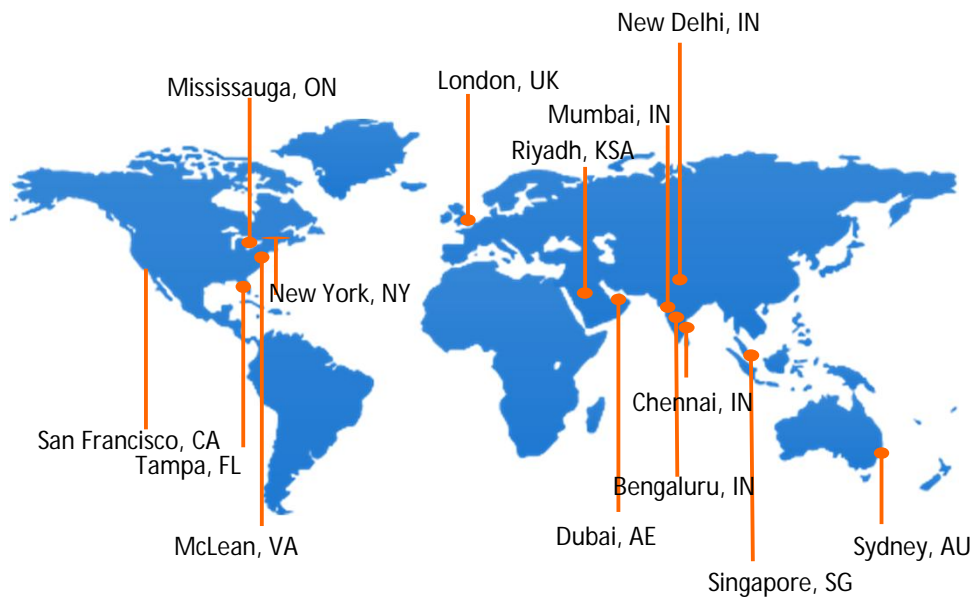 New Delhi, IN
London, UK
Mississauga, ON
Mumbai, IN
Riyadh, KSA
New York, NY
Chennai, IN
San Francisco, CA
Tampa, FL
Bengaluru, IN
Dubai, AE
McLean, VA
Sydney, AU
Singapore, SG